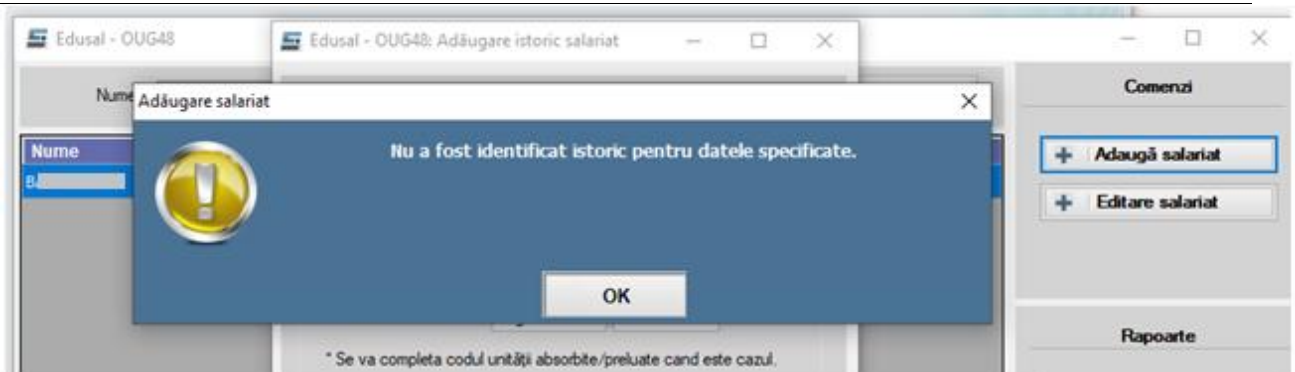 Edusal - OUG48
Edusal - OUG48: Adăugare istoric salariat
Nume
Adăugare salariat
Comenzi
Nume
Nu a fost identificat istoric pentru datele specificate.
Adaugă salariat
Editare salariat
OK
Rapoarte
* Se va completa codul unității absorbite/preluate cand este cazul.